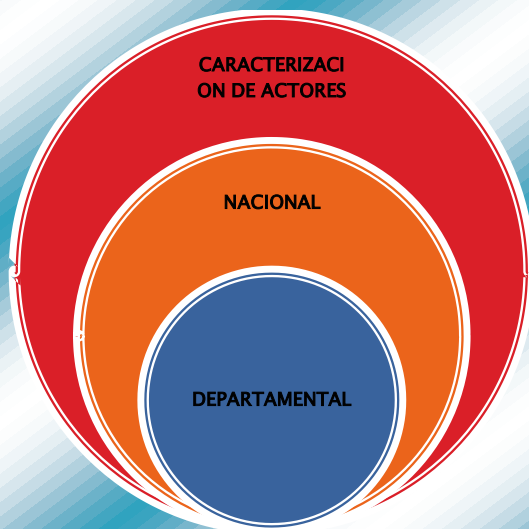 CARACTERIZACI
ON DE ACTORES
NACIONAL
DEPARTAMENTAL